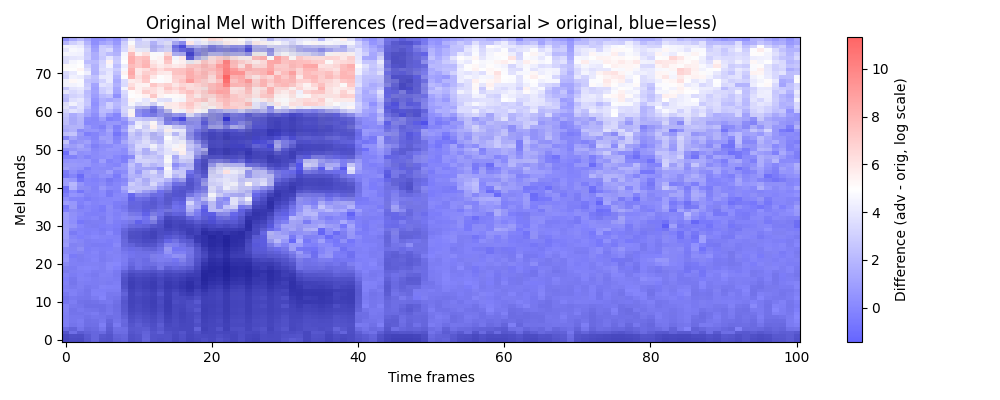 Original Mel with Differences (red=adversarial > original, blue=less)
Mel bands
70
60
50
40
30
20
10
0
0 20 40 60 80 100
Time frames
10
8
6
4
2
0
Difference (adv - orig, log scale)